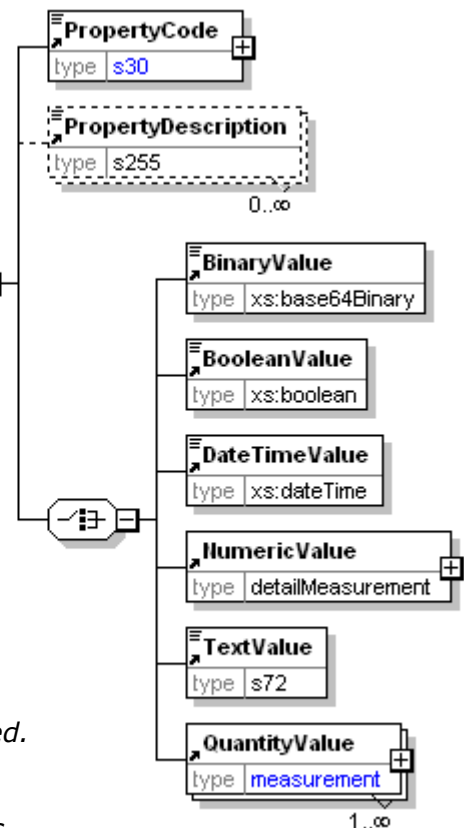 PropertyCode
type s30
PropertyDescription
type s255
0..∞
BinaryValue
type xs:base64Binary
BooleanValue
type xs:boolean
DateTimeValue
type xs:dateTime
NumericValue
type detailMeasurement
TextValue
type s72
ed.
QuantityValue
type measurement
1..∞